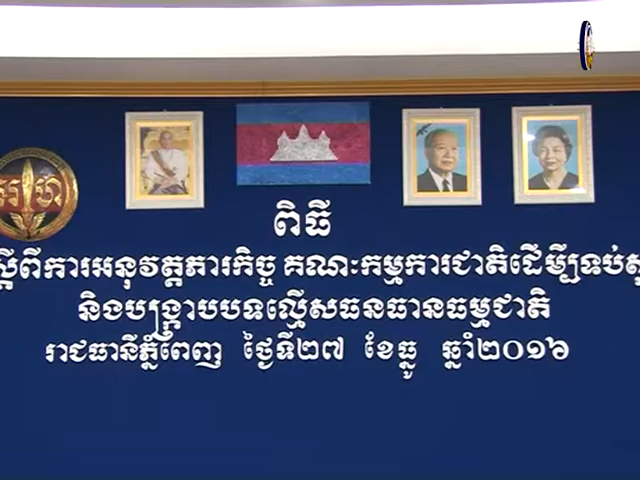 ពិធី
ស្តីពីការអនុវត្តភារកិច្ច គណៈកម្មការជាតិដើម្បីទប់
និងបង្ក្រាបបទល្មើសធនធានធម្មជាតិ
រាជធានីភ្នំពេញ ថ្ងៃទី២៧ ខែធ្នូ ឆ្នាំ២០១៦